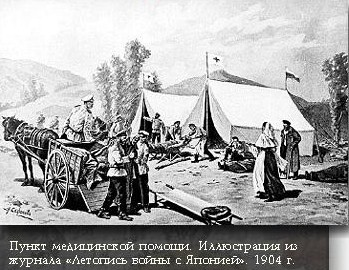 Пункт медицинской помощи. Иллюстрация из
журнала «Летопись войны с Японией». 1904 г.